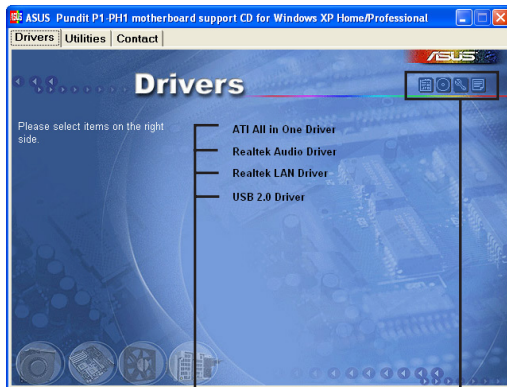 ASUS Pundit P1-PH1 motherboard support CD for Windows XP Home/Professional
Drivers Utilities Contact
ASUS
Drivers
Please select items on the right
side.
ATI All in One Driver
Realtek Audio Driver
Realtek LAN Driver
USB 2.0 Driver